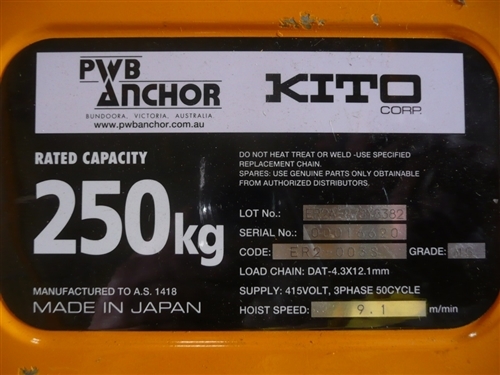 PWB
ANCHOR
BUNDOORA, VICTORIA, AUSTRALIA
www.pwbanchor.com.au
KITO
CORP.
RATED CAPACITY
250kg
MANUFACTURED TO A.S. 1418
MADE IN JAPAN
DO NOT HEAT TREAT OR WELD -USE SPECIFIED
REPLACEMENT CHAIN.
SPARES: USE GENUINE PARTS ONLY OBTAINABLE
FROM AUTHORIZED DISTRIBUTORS.
LOT No.:
SERIAL No.:
CODE:
GRADE:
LOAD CHAIN: DAT-4.3X12.1mm
SUPPLY: 415VOLT, 3PHASE 50CYCLE
HOIST SPEED: 9.1 m/min